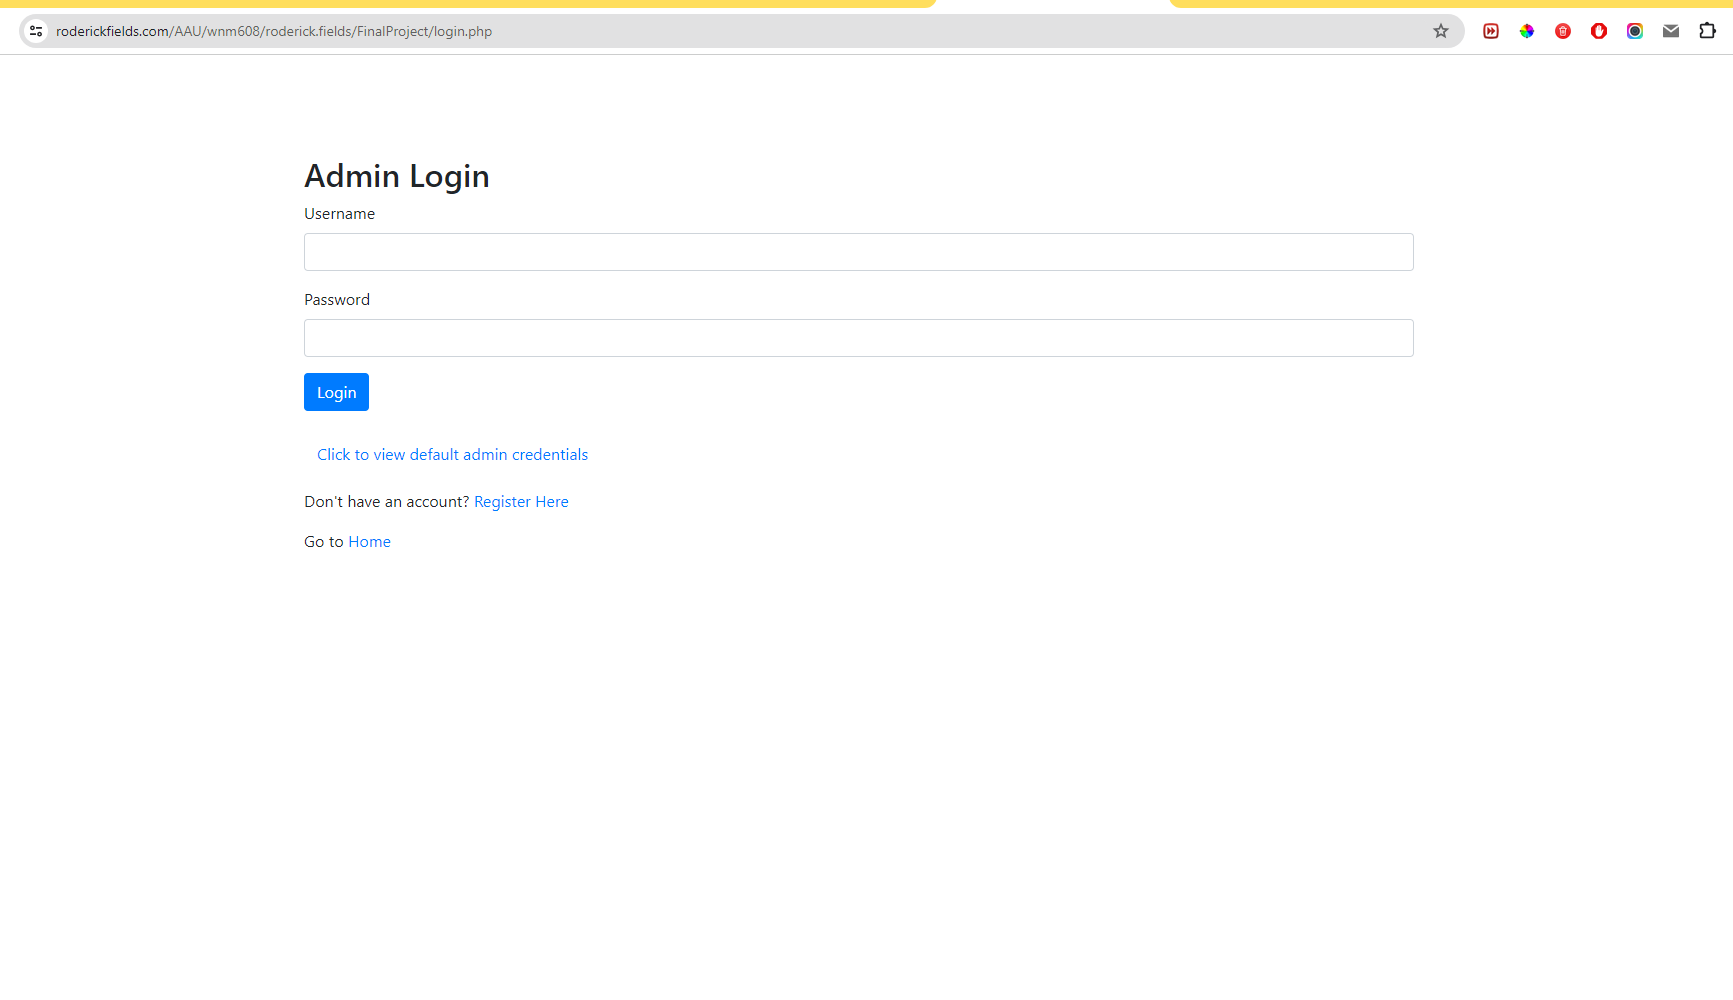 roderickfields.com/AAU/wnm608/roderick.fields/FinalProject/login.php
Admin Login
Username
Password
Login
Click to view default admin credentials
Don't have an account? Register Here
Go to Home